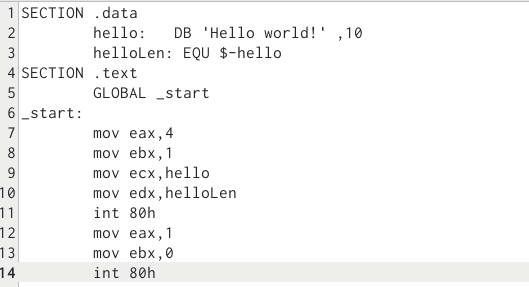 1 SECTION .data
2         hello:   DB 'Hello world!' ,10
3         helloLen: EQU $-hello
4 SECTION .text
5         GLOBAL _start
6 _start:
7         mov eax,4
8         mov ebx,1
9         mov ecx,hello
10         mov edx,helloLen
11         int 80h
12         mov eax,1
13         mov ebx,0
14         int 80h